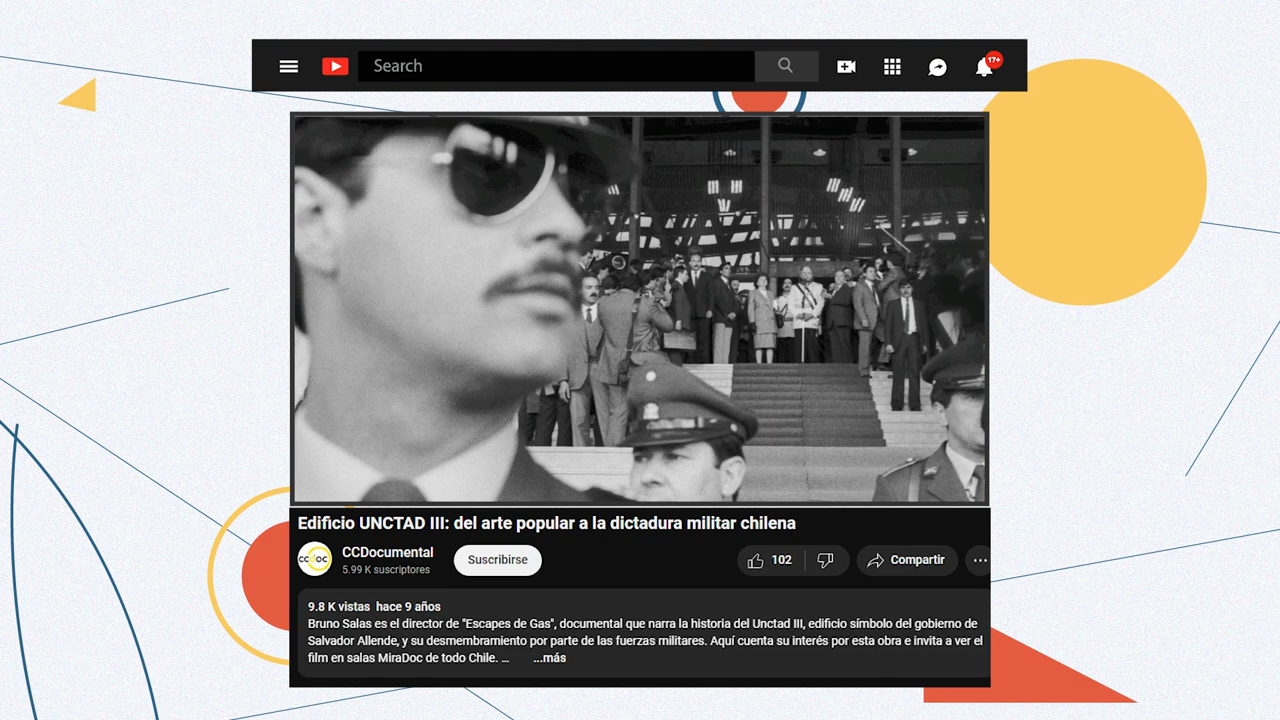 Search
17+
Edificio UNCTAD III: del arte popular a la dictadura militar chilena
ccdoc
CCDocumental
5.99 K suscriptores
Suscribirse
102
Compartir
9.8 K vistas hace 9 años
Bruno Salas es el director de "Escapes de Gas", documental que narra la historia del Unctad III, edificio símbolo del gobierno de
Salvador Allende, y su desmembramiento por parte de las fuerzas militares. Aquí cuenta su interés por esta obra e invita a ver el
film en salas MiraDoc de todo Chile. ... ...más